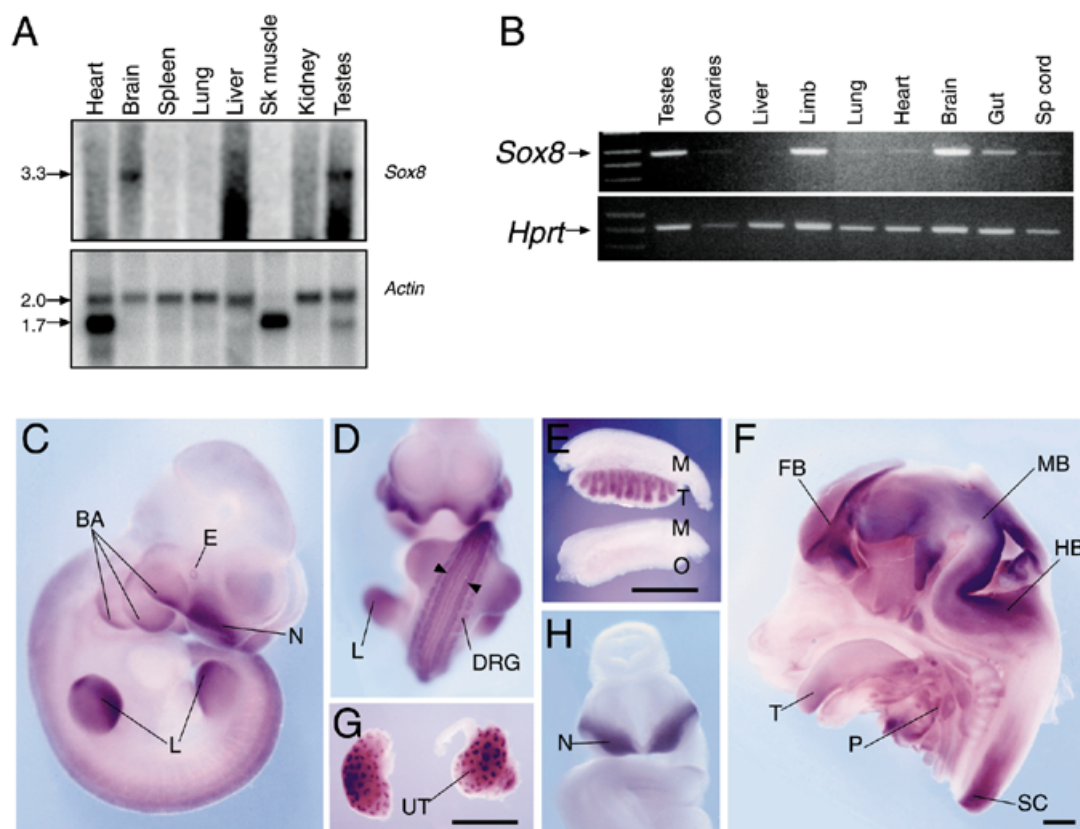 A
Heart
Brain
Spleen
Lung
Liver
Sk muscle
Kidney
Testes
3.3
Sox8
2.0
1.7
Actin
B
Testes
Ovaries
Liver
Limb
Lung
Heart
Brain
Gut
Sp cord
Sox8
Hprt
C
BA
E
N
L
D
L
DRG
E
M
T
M
O
F
FB
MB
HB
T
P
SC
G
UT
H
N